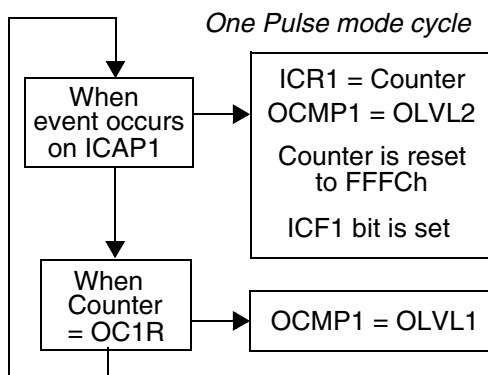 One Pulse mode cycle
When
event occurs
on ICAP1
ICR1 = Counter
OCMP1 = OLVL2
Counter is reset
to FFFCh
ICF1 bit is set
When
Counter
= OC1R
OCMP1 = OLVL1